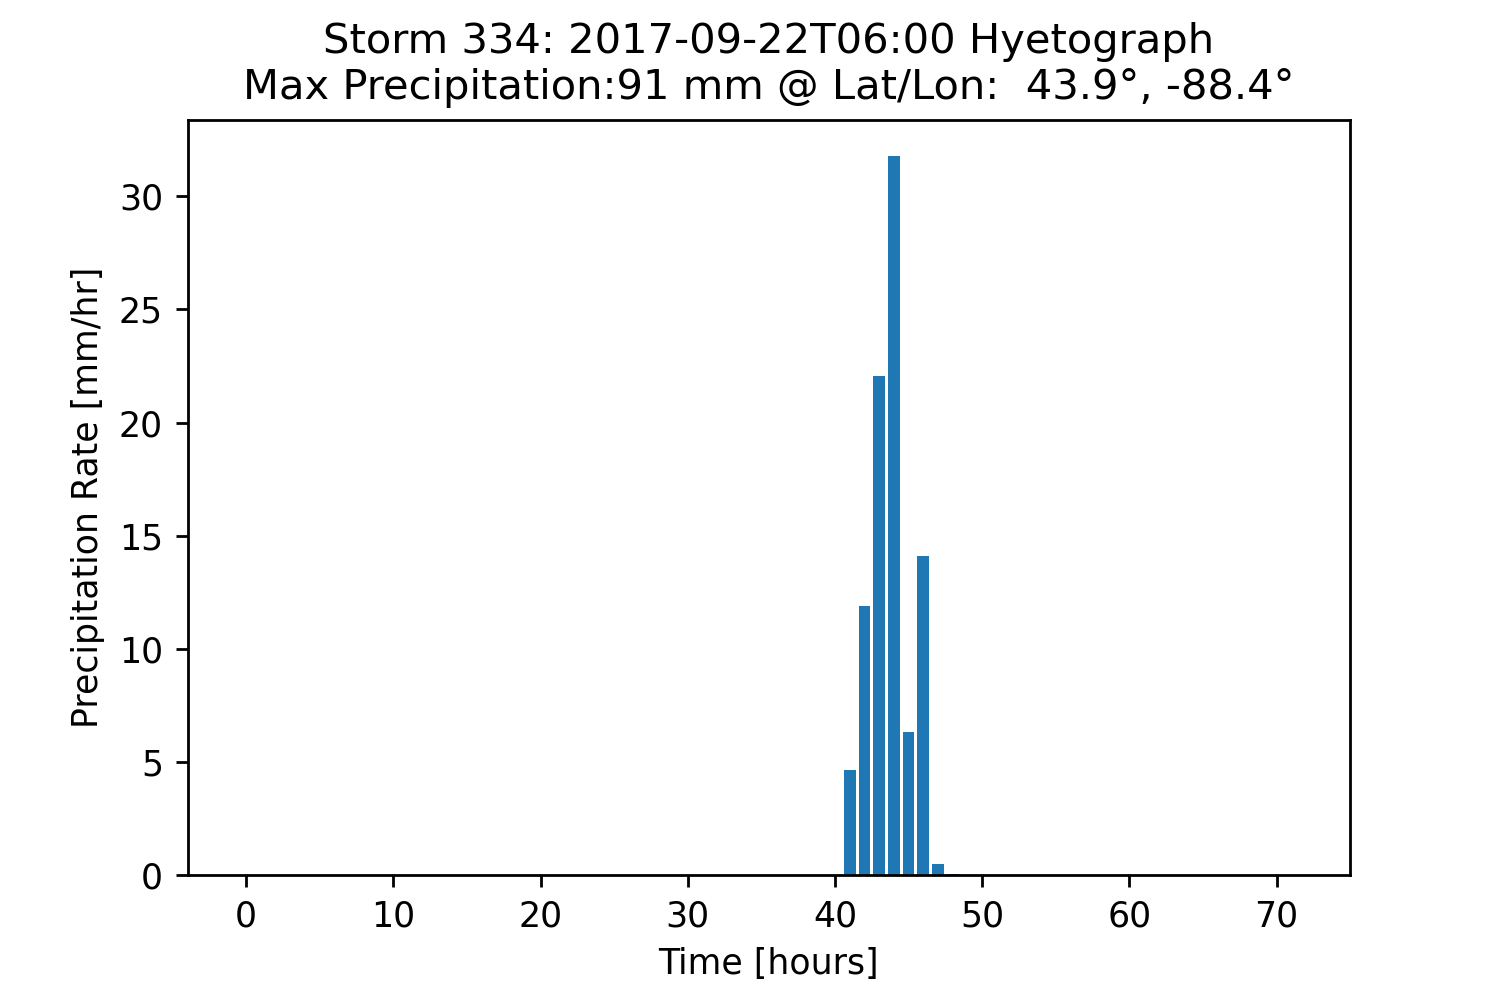 Storm 334: 2017-09-22T06:00 Hyetograph
Max Precipitation:91 mm @ Lat/Lon:  43.9°, -88.4°
Precipitation Rate [mm/hr]
30
25
20
15
10
5
0
0 10 20 30 40 50 60 70
Time [hours]